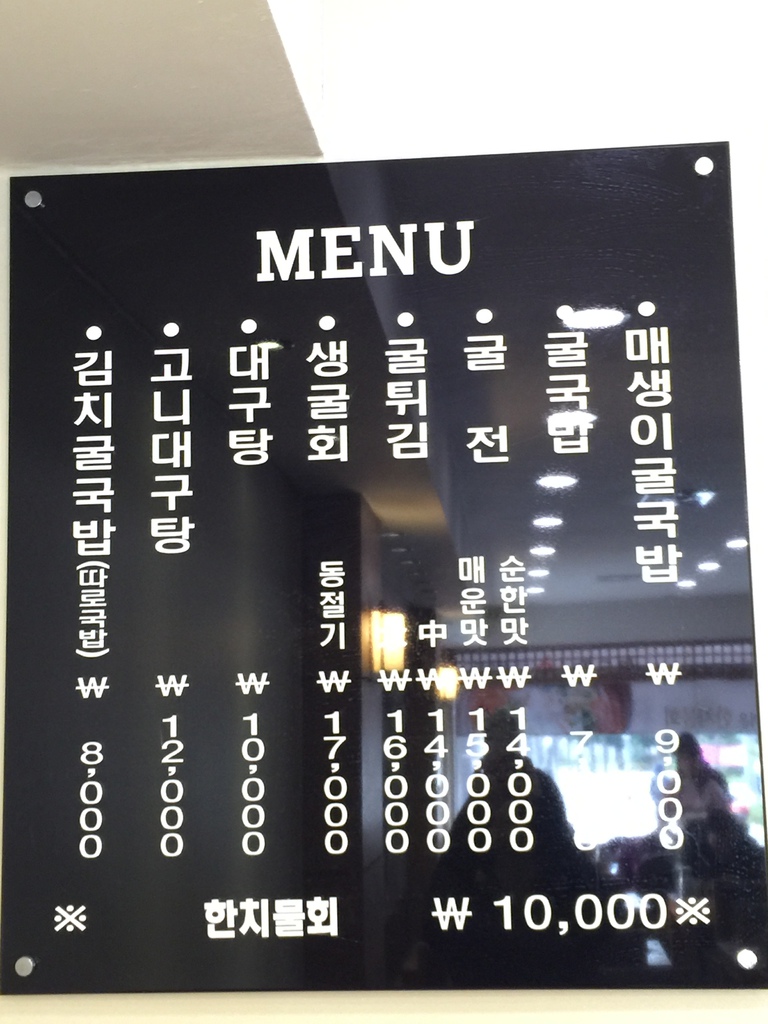 MENU
• 매생이굴국밥 ₩ 9,000
• 굴국밥 ₩ 7,
• 굴 전 순한맛 ₩ 14,000
매운맛 ₩ 15,000
• 굴튀김 中 ₩ 14,000
₩ 16,000
• 생굴회 동절기 ₩ 17,000
• 대구탕 ₩ 10,000
• 고니대구탕 ₩ 12,000
• 김치굴국밥(따로국밥) ₩ 8,000
※ 한치물회 ₩ 10,000※